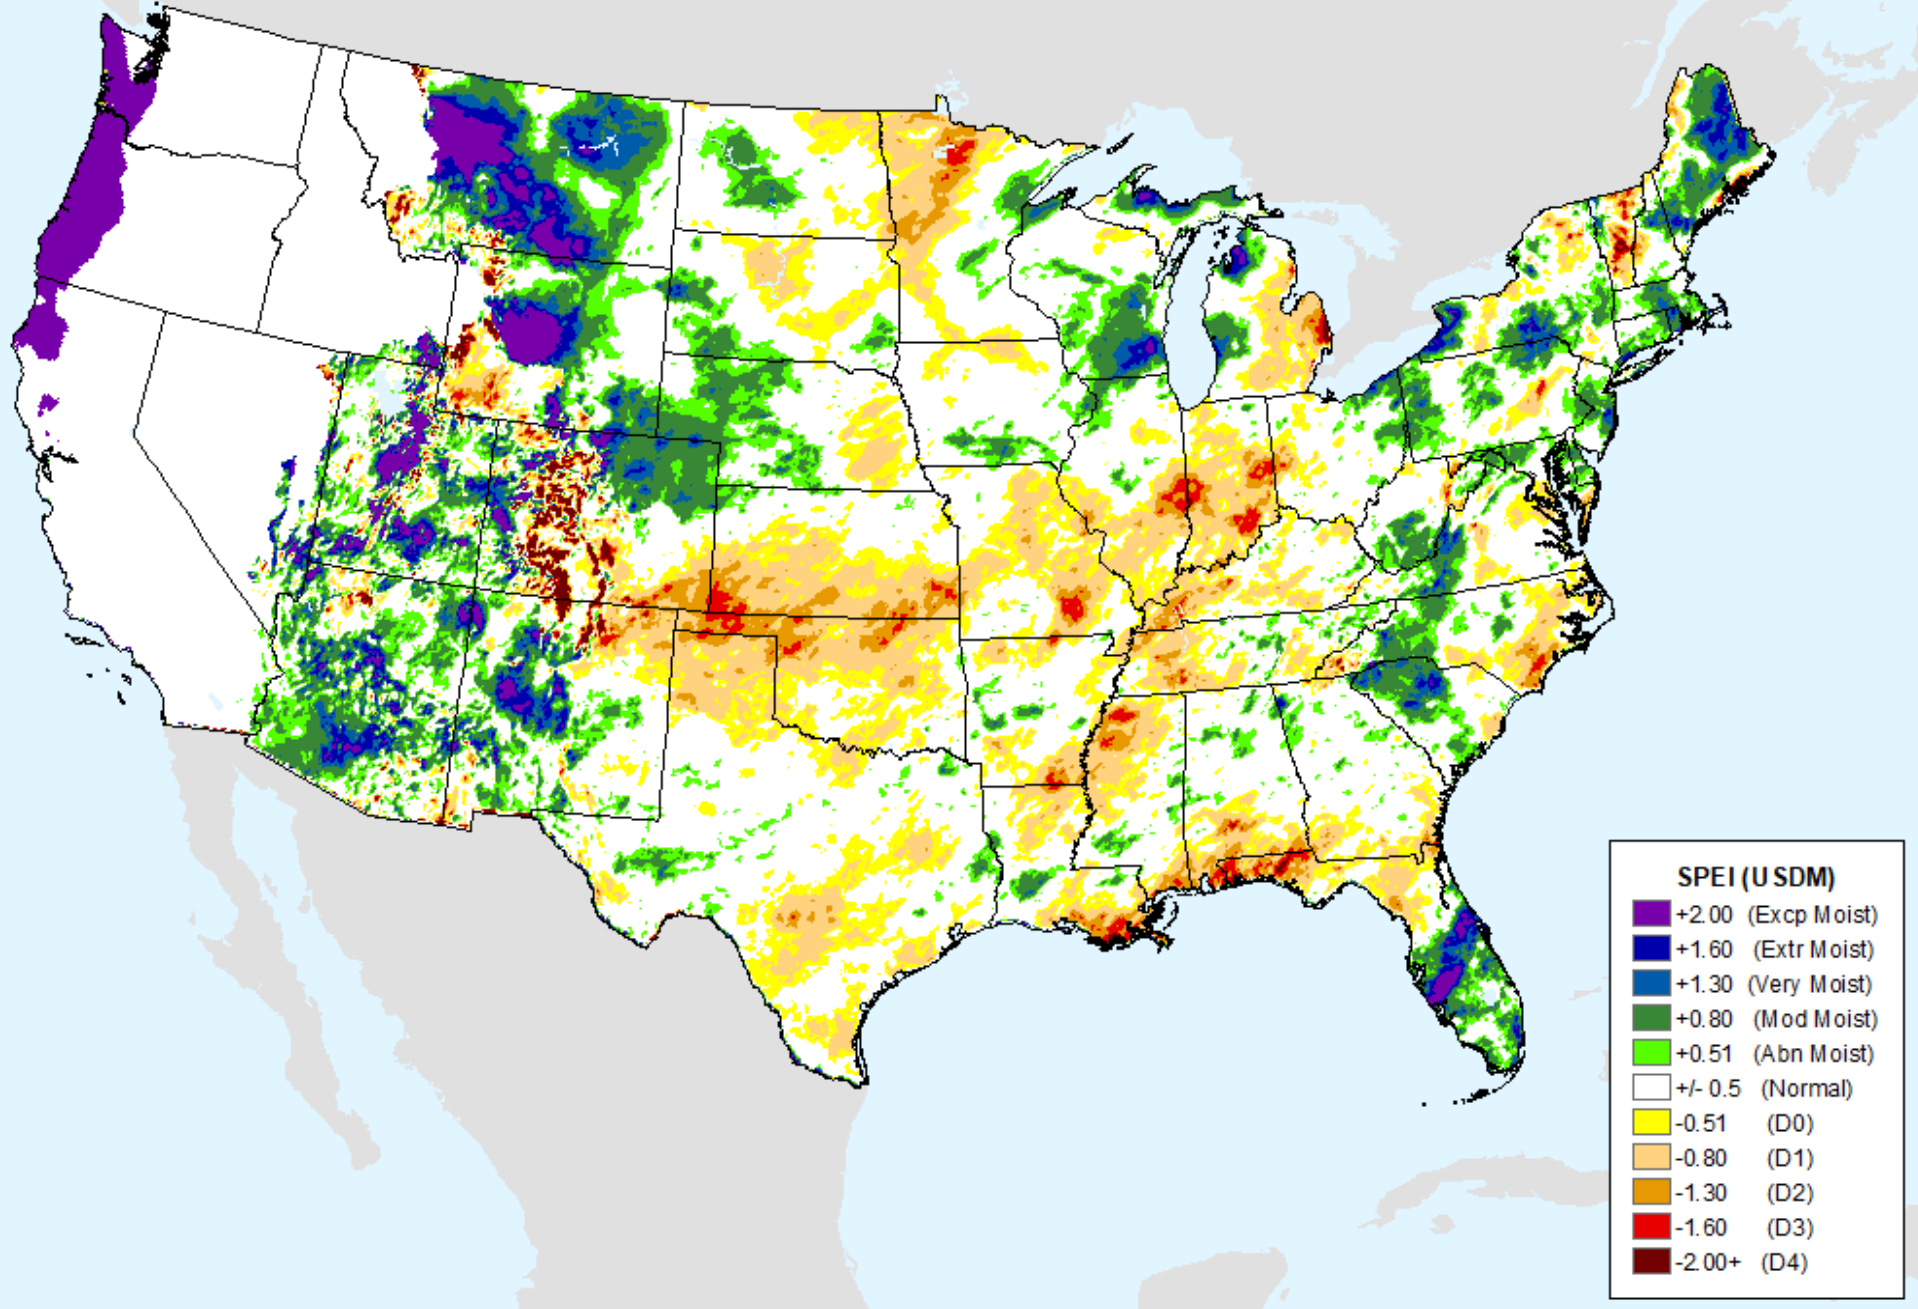 SPEI (USDM)
+2.00 (Excp Moist)
+1.60 (Extr Moist)
+1.30 (Very Moist)
+0.80 (Mod Moist)
+0.51 (Abn Moist)
+/- 0.5 (Normal)
-0.51 (D0)
-0.80 (D1)
-1.30 (D2)
-1.60 (D3)
-2.00+ (D4)